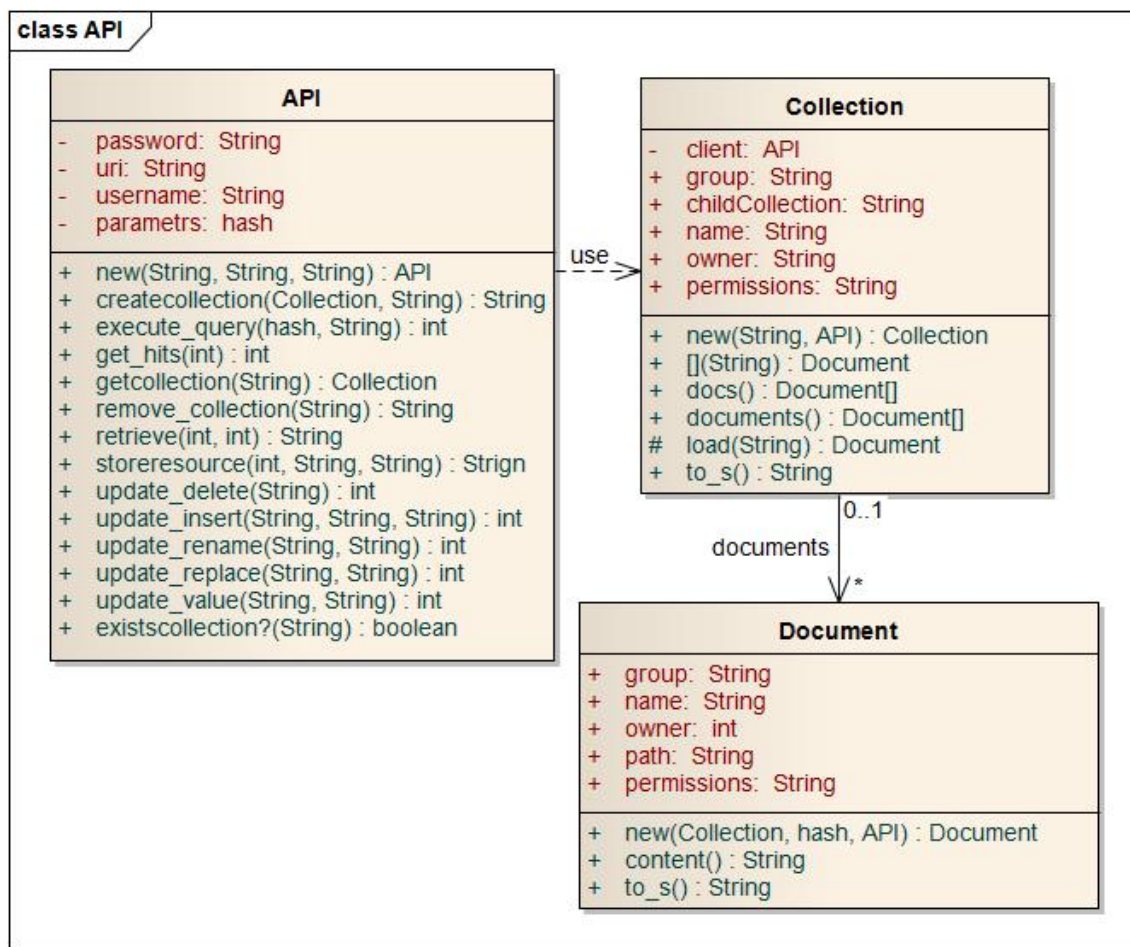 class API
API
- password: String
- uri: String
- username: String
- parametrs: hash
+ new(String, String, String) : API
+ createcollection(Collection, String) : String
+ execute_query(hash, String) : int
+ get_hits(int) : int
+ getcollection(String) : Collection
+ remove_collection(String) : String
+ retrieve(int, int) : String
+ storeresource(int, String, String) : Strign
+ update_delete(String) : int
+ update_insert(String, String, String) : int
+ update_rename(String, String) : int
+ update_replace(String, String) : int
+ update_value(String, String) : int
+ existscollection?(String) : boolean
use
Collection
- client: API
+ group: String
+ childCollection: String
+ name: String
+ owner: String
+ permissions: String
+ new(String, API) : Collection
+ [](String) : Document
+ docs() : Document[]
+ documents() : Document[]
# load(String) : Document
+ to_s() : String
0..1
documents
*
Document
+ group: String
+ name: String
+ owner: int
+ path: String
+ permissions: String
+ new(Collection, hash, API) : Document
+ content() : String
+ to_s() : String